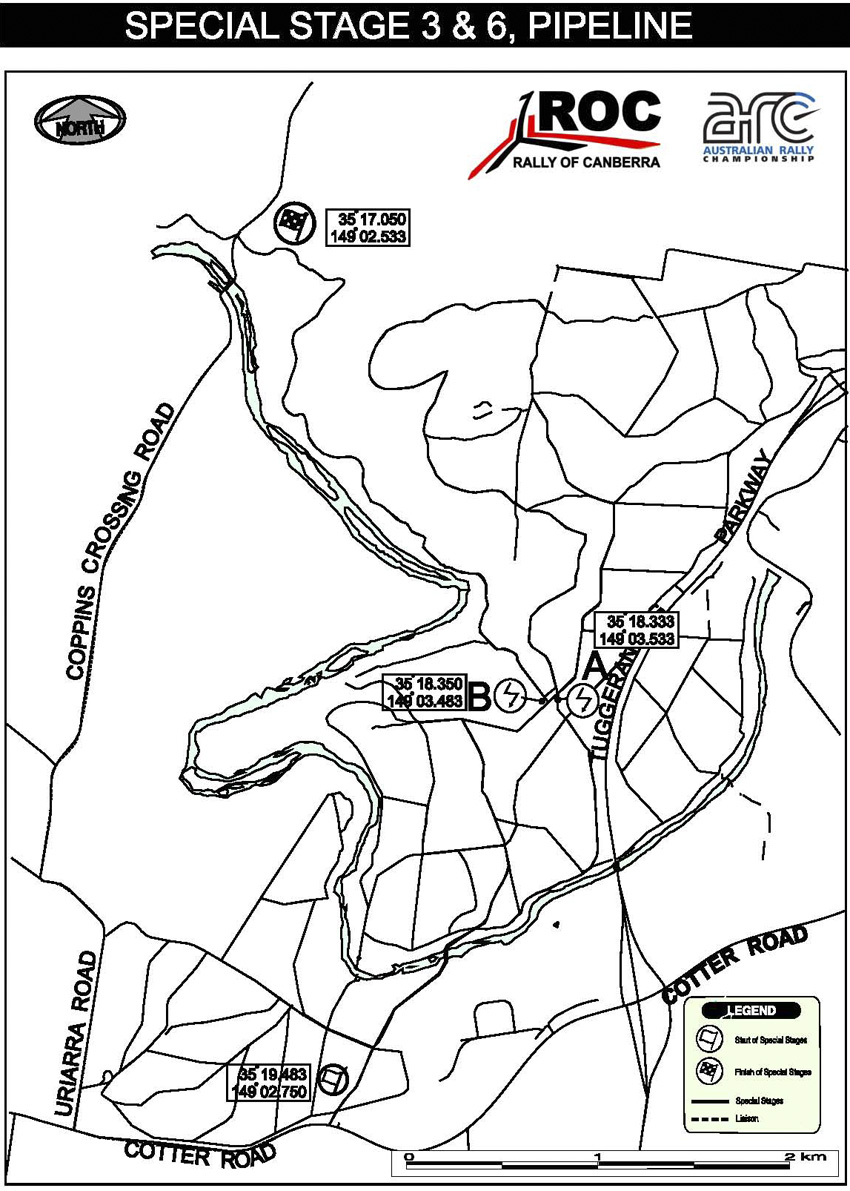 SPECIAL STAGE 3 & 6, PIPELINE
NORTH
ROC
RALLY OF CANBERRA
arc
AUSTRALIAN RALLY
CHAMPIONSHIP
35° 17.050
149° 02.533
COPPINS CROSSING ROAD
PARKWAY
35° 18.333
149° 03.533
A
TUGGERAN
35° 18.350
149° 03.483
B
COTTER ROAD
URIARRA ROAD
35° 19.483
149° 02.750
COTTER ROAD
LEGEND
Start of Special Stages
Finish of Special Stages
Special Stages
Liaison
0 1 2 km